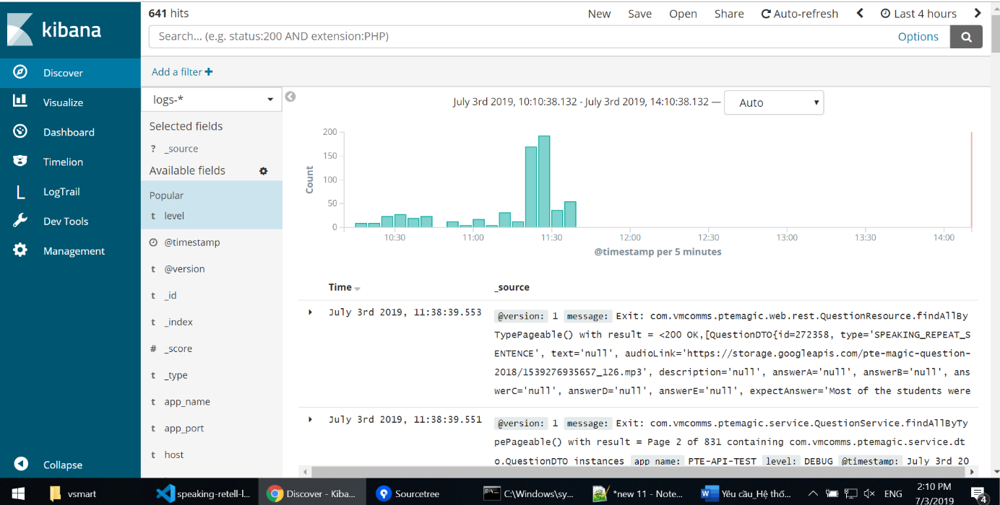 kibana
Discover
Visualize
Dashboard
Timelion
LogTrail
Dev Tools
Management
Collapse
641 hits
New Save Open Share Auto-refresh Last 4 hours
Search... (e.g. status:200 AND extension:PHP) Options
Add a filter
logs-*
Selected fields
? _source
Available fields
Popular
t level
@timestamp
t @version
t _id
t _index
# _score
t _type
t app_name
t app_port
t host
July 3rd 2019, 10:10:38.132 - July 3rd 2019, 14:10:38.132 — Auto
200
150
100
50
0
Count
10:30 11:00 11:30 12:00 12:30 13:00 13:30 14:00
@timestamp per 5 minutes
Time _source
July 3rd 2019, 11:38:39.553 @version: 1 message: Exit: com.vmcomms.ptemagic.web.rest.QuestionResource.findAllBy
TypePageable() with result = <200 OK,[QuestionDTO{id=272358, type='SPEAKING_REPEAT_S
ENTENCE', text='null', audioLink='https://storage.googleapis.com/pte-magic-question-
2018/1539276935657_126.mp3', description='null', answerA='null', answerB='null', ans
werC='null', answerD='null', answerE='null', expectAnswer='Most of the students were
July 3rd 2019, 11:38:39.551 @version: 1 message: Exit: com.vmcomms.ptemagic.service.QuestionService.findAllByTy
pePageable() with result = Page 2 of 831 containing com.vmcomms.ptemagic.service.dt
o.QuestionDTO instances app_name: PTE-API-TEST level: DEBUG @timestamp: July 3rd 20
vsmart speaking-retell-l... Discover - Kiba... Sourcetree C:\Windows\sy... *new 11 - Note... Yêu cầu_Hệ thố... ENG 2:10 PM
7/3/2019
4